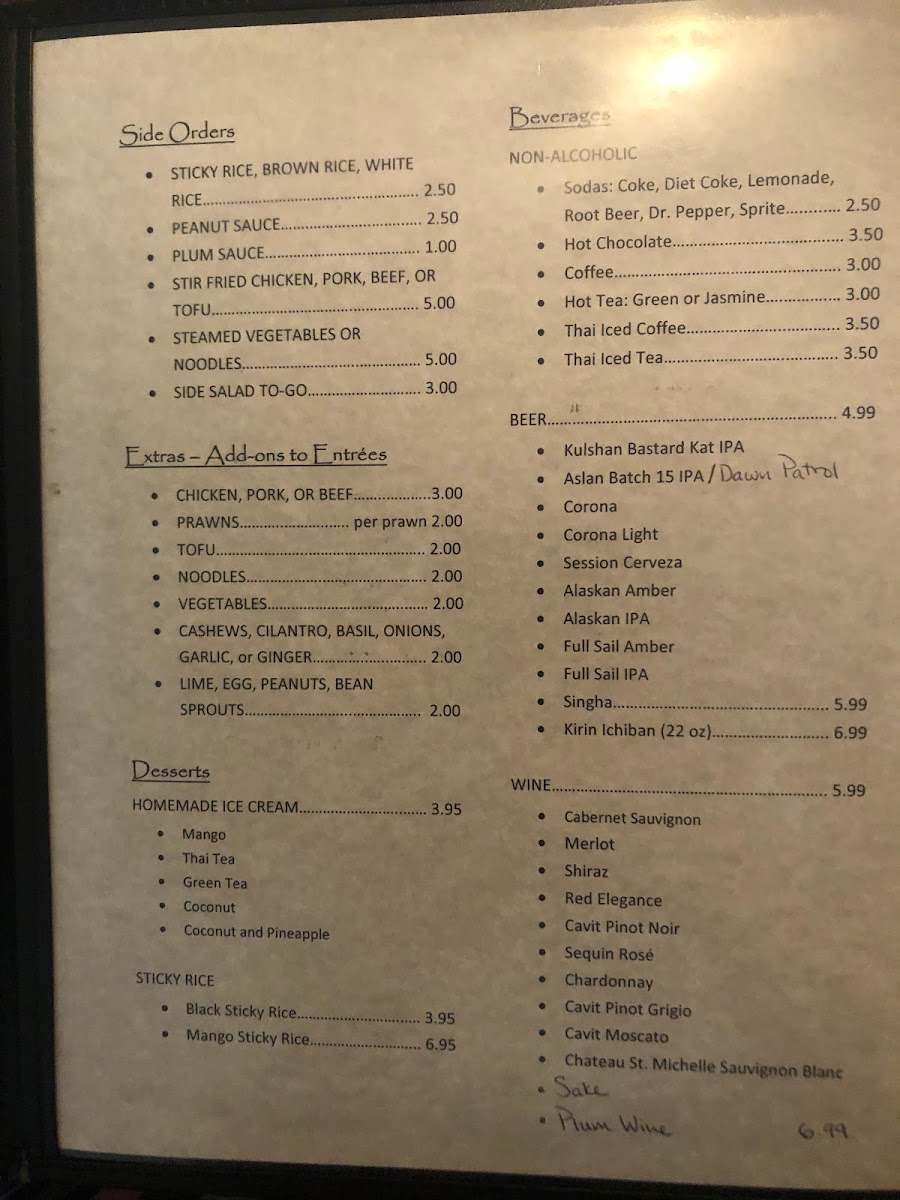 Side Orders
• STICKY RICE, BROWN RICE, WHITE
RICE.................................................. 2.50
• PEANUT SAUCE................................ 2.50
• PLUM SAUCE.................................... 1.00
• STIR FRIED CHICKEN, PORK, BEEF, OR
TOFU................................................ 5.00
• STEAMED VEGETABLES OR
NOODLES......................................... 5.00
• SIDE SALAD TO-GO.......................... 3.00
Extras – Add-ons to Entrées
• CHICKEN, PORK, OR BEEF..................3.00
• PRAWNS......................... per prawn 2.00
• TOFU................................................ 2.00
• NOODLES......................................... 2.00
• VEGETABLES..................................... 2.00
• CASHEWS, CILANTRO, BASIL, ONIONS,
GARLIC, or GINGER.......................... 2.00
• LIME, EGG, PEANUTS, BEAN
SPROUTS......................................... 2.00
Desserts
HOMEMADE ICE CREAM............................. 3.95
• Mango
• Thai Tea
• Green Tea
• Coconut
• Coconut and Pineapple
STICKY RICE
• Black Sticky Rice............................ 3.95
• Mango Sticky Rice......................... 6.95
Beverages
NON-ALCOHOLIC
• Sodas: Coke, Diet Coke, Lemonade,
Root Beer, Dr. Pepper, Sprite............ 2.50
• Hot Chocolate....................................... 3.50
• Coffee.................................................... 3.00
• Hot Tea: Green or Jasmine................. 3.00
• Thai Iced Coffee................................... 3.50
• Thai Iced Tea........................................ 3.50
BEER................................................................ 4.99
• Kulshan Bastard Kat IPA
• Aslan Batch 15 IPA / Dawn Patrol
• Corona
• Corona Light
• Session Cerveza
• Alaskan Amber
• Alaskan IPA
• Full Sail Amber
• Full Sail IPA
• Singha................................................. 5.99
• Kirin Ichiban (22 oz)........................... 6.99
WINE............................................................... 5.99
• Cabernet Sauvignon
• Merlot
• Shiraz
• Red Elegance
• Cavit Pinot Noir
• Sequin Rosé
• Chardonnay
• Cavit Pinot Grigio
• Cavit Moscato
• Chateau St. Michelle Sauvignon Blanc
• Sake
• Plum Wine 6.99